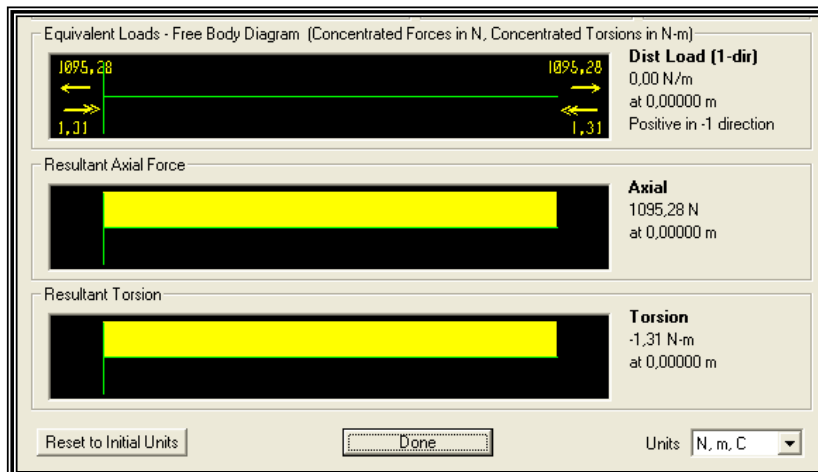 Equivalent Loads - Free Body Diagram (Concentrated Forces in N, Concentrated Torsions in N-m)
1095,28 1095,28
1,31 1,31
Dist Load (1-dir)
0,00 N/m
at 0,00000 m
Positive in -1 direction
Resultant Axial Force
Axial
1095,28 N
at 0,00000 m
Resultant Torsion
Torsion
-1,31 N-m
at 0,00000 m
Reset to Initial Units Done Units N, m, C